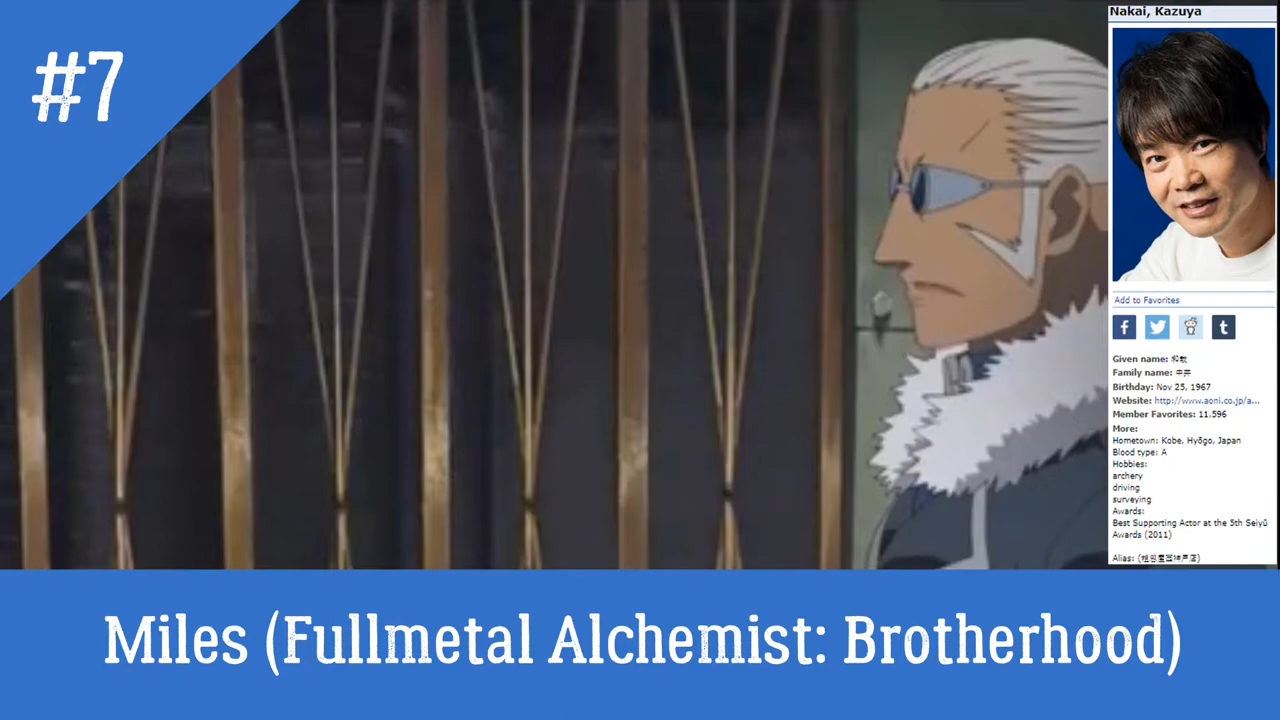 #7
Nakai, Kazuya
Add to Favorites
Given name: 和哉
Family name: 中井
Birthday: Nov 25, 1967
Website: http://www.aoni.co.jp/a...
Member Favorites: 11,596
More:
Hometown: Kobe, Hyōgo, Japan
Blood type: A
Hobbies:
archery
driving
surveying
Awards:
Best Supporting Actor at the 5th Seiyū
Awards (2011)
Alias:
Miles (Fullmetal Alchemist: Brotherhood)